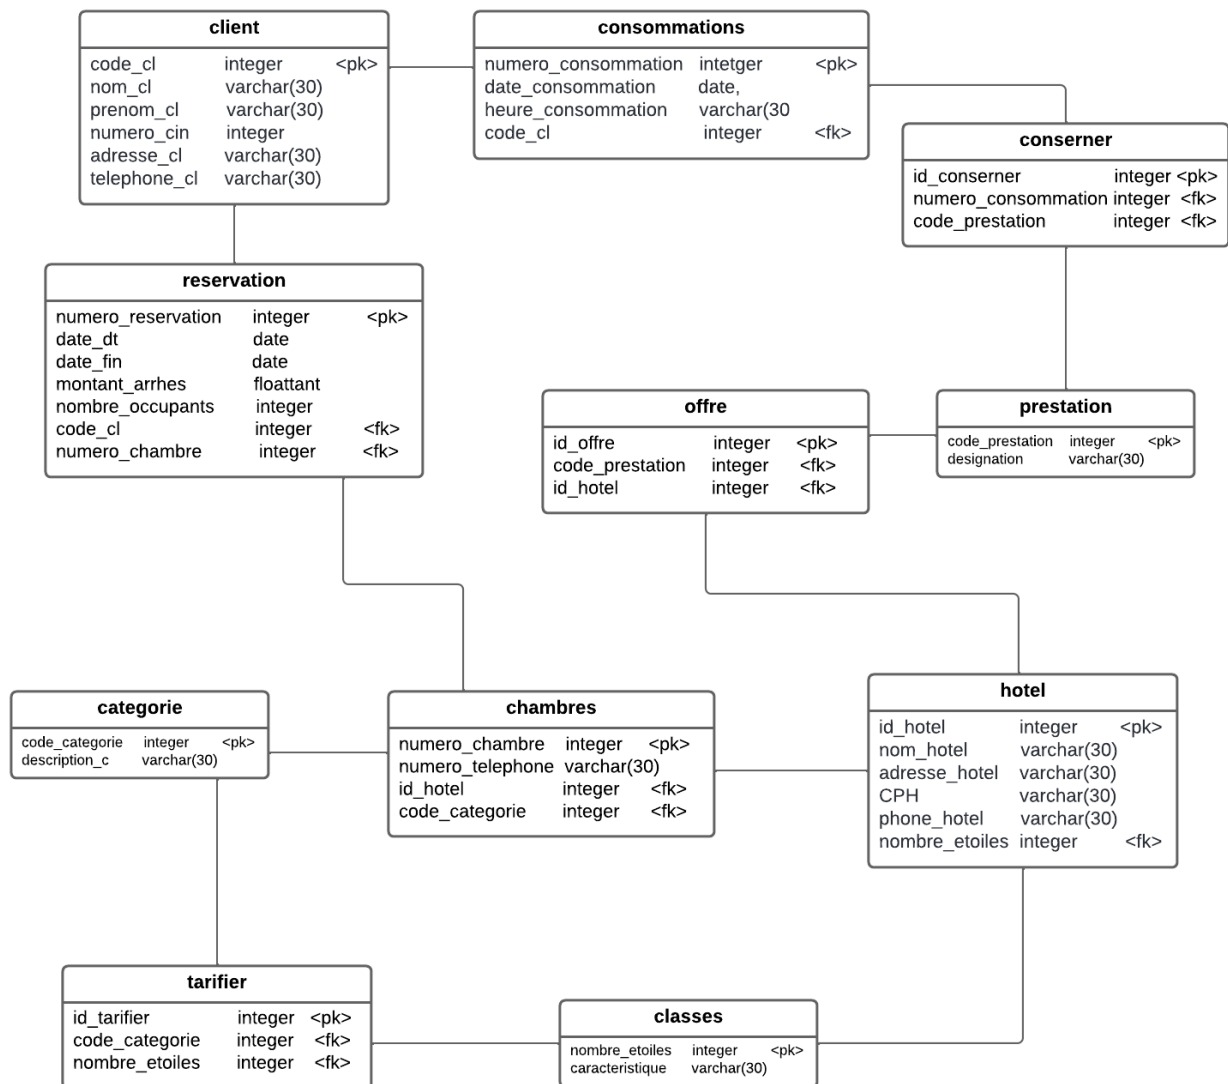 client
code_cl integer <pk>
nom_cl varchar(30)
prenom_cl varchar(30)
numero_cin integer
adresse_cl varchar(30)
telephone_cl varchar(30)
consommations
numero_consommation intetger <pk>
date_consommation date,
heure_consommation varchar(30
code_cl integer <fk>
conserner
id_conserner integer <pk>
numero_consommation integer <fk>
code_prestation integer <fk>
reservation
numero_reservation integer <pk>
date_dt date
date_fin date
montant_arrhes floattant
nombre_occupants integer
code_cl integer <fk>
numero_chambre integer <fk>
offre
id_offre integer <pk>
code_prestation integer <fk>
id_hotel integer <fk>
prestation
code_prestation integer <pk>
designation varchar(30)
categorie
code_categorie integer <pk>
description_c varchar(30)
chambres
numero_chambre integer <pk>
numero_telephone varchar(30)
id_hotel integer <fk>
code_categorie integer <fk>
hotel
id_hotel integer <pk>
nom_hotel varchar(30)
adresse_hotel varchar(30)
CPH varchar(30)
phone_hotel varchar(30)
nombre_etoiles integer <fk>
tarifier
id_tarifier integer <pk>
code_categorie integer <fk>
nombre_etoiles integer <fk>
classes
nombre_etoiles integer <pk>
caracteristique varchar(30)